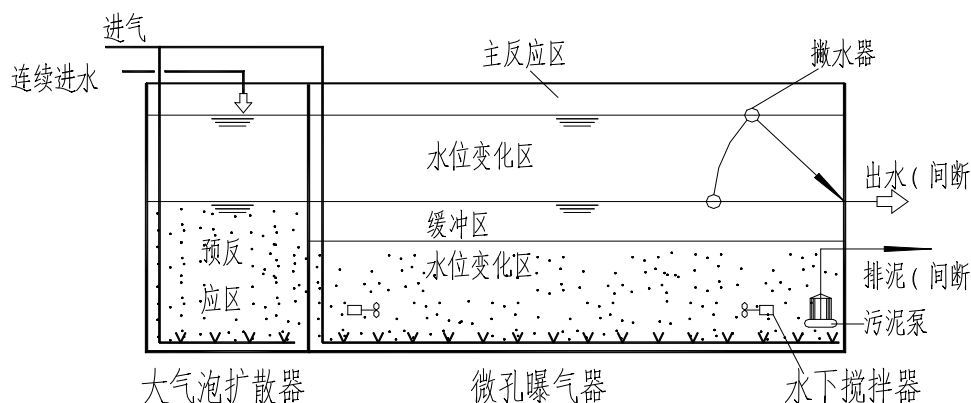 进气
主反应区
撇水器
连续进水
水位变化区
出水(间断
缓冲区
预反
应区
水位变化区
排泥(间断
污泥泵
大气泡扩散器
微孔曝气器
水下搅拌器